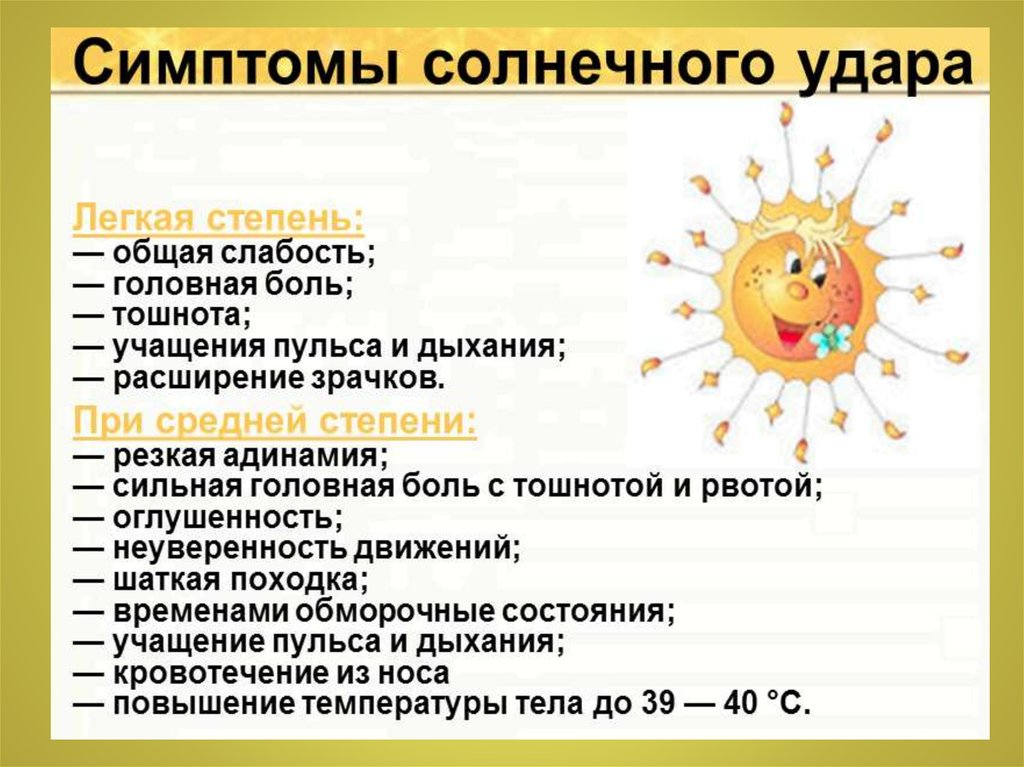 Симптомы солнечного удара
Легкая степень:
— общая слабость;
— головная боль;
— тошнота;
— учащения пульса и дыхания;
— расширение зрачков.
При средней степени:
— резкая адинамия;
— сильная головная боль с тошнотой и рвотой;
— оглушенность;
— неуверенность движений;
— шаткая походка;
— временами обморочные состояния;
— учащение пульса и дыхания;
— кровотечение из носа
— повышение температуры тела до 39 — 40 °С.